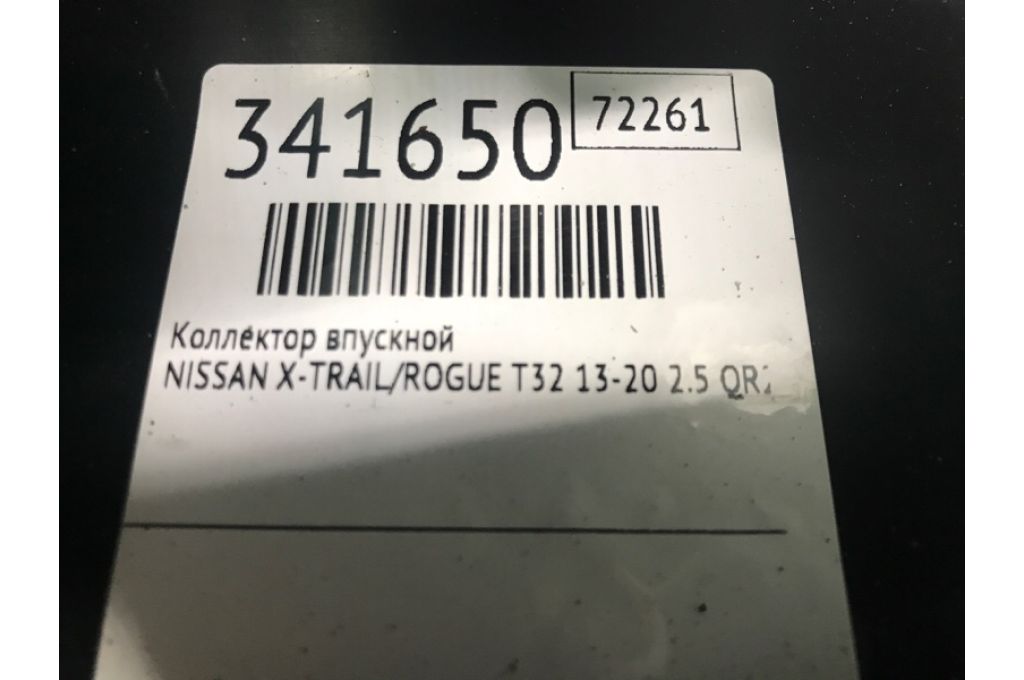 341650
72261
Коллектор впускной
NISSAN X-TRAIL/ROGUE T32 13-20 2.5